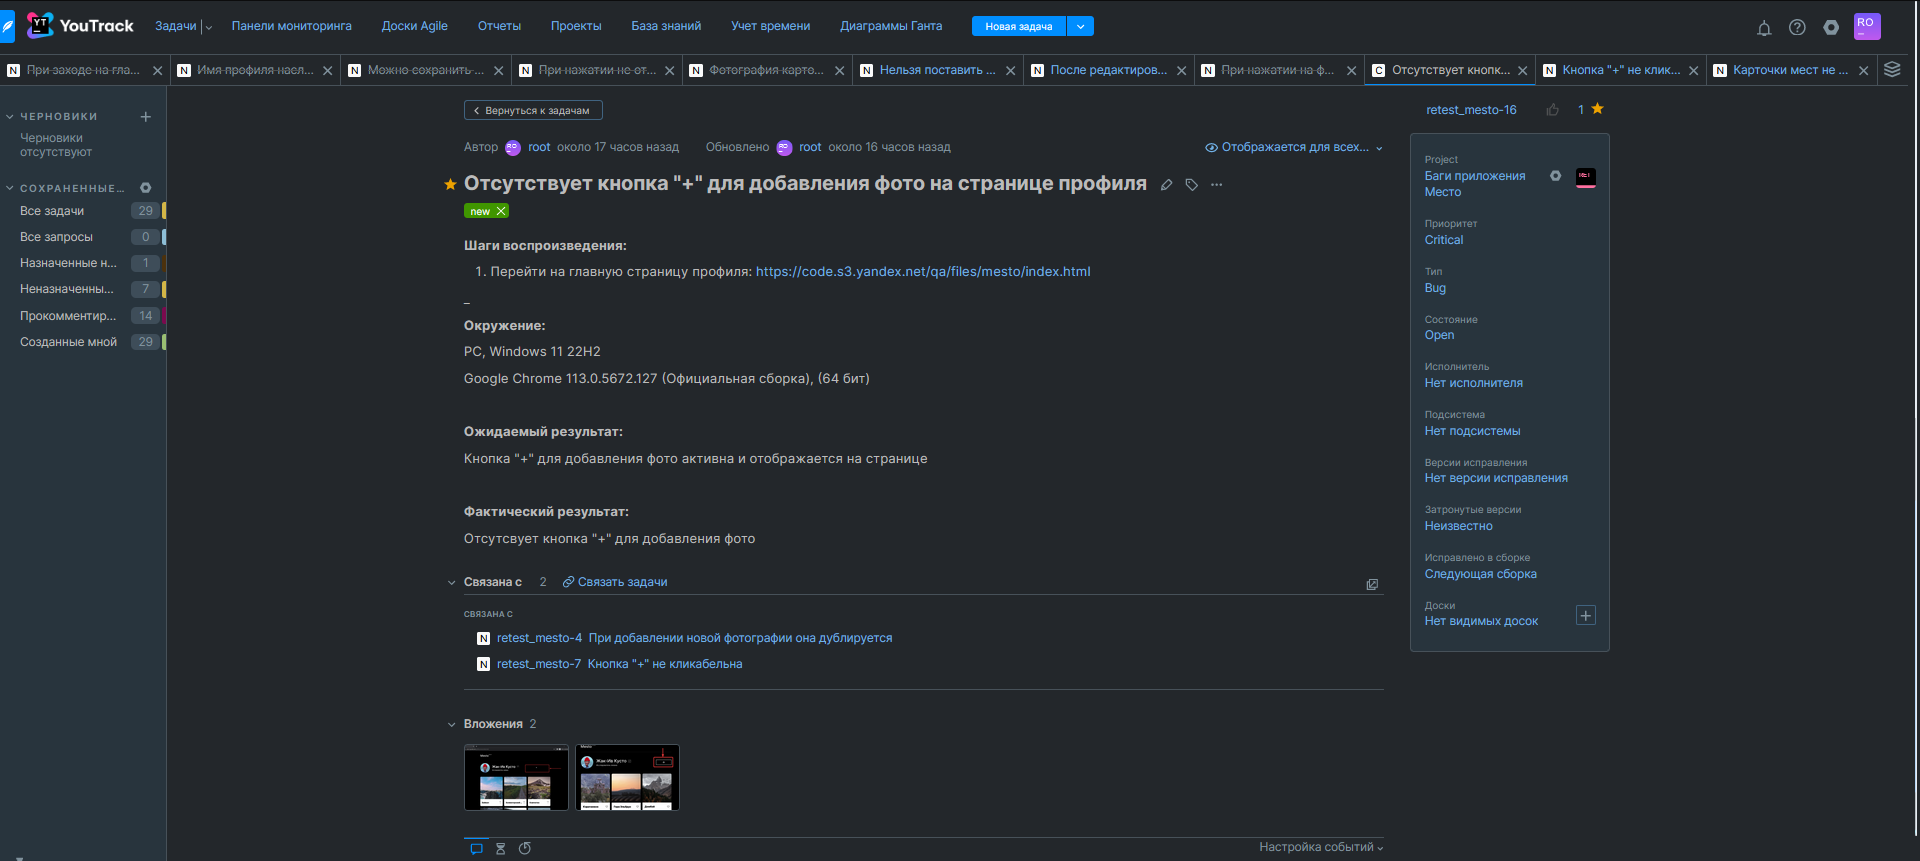 YouTrack
Задачи
Панели мониторинга
Доски Agile
Отчеты
Проекты
База знаний
Учет времени
Диаграммы Ганта
Новая задача
RO
N При заходе на гла...
N Имя профиля насл...
N Можно сохранить ...
N При нажатии не от...
N Фотография карто...
N Нельзя поставить ...
N После редактиров...
N При нажатии на ф...
C Отсутствует кнопк...
N Кнопка "+" не клик...
N Карточки мест не ...
ЧЕРНОВИКИ
Черновики
отсутствуют
СОХРАНЕННЫЕ...
Все задачи 29
Все запросы 0
Назначенные н... 1
Неназначенны... 7
Прокомментир... 14
Созданные мной 29
Вернуться к задачам
Автор root около 17 часов назад Обновлено root около 16 часов назад
Отображается для всех...
Отсутствует кнопка "+" для добавления фото на странице профиля
new
Шаги воспроизведения:
1. Перейти на главную страницу профиля: https://code.s3.yandex.net/qa/files/mesto/index.html
_
Окружение:
PC, Windows 11 22H2
Google Chrome 113.0.5672.127 (Официальная сборка), (64 бит)
Ожидаемый результат:
Кнопка "+" для добавления фото активна и отображается на странице
Фактический результат:
Отсутсвует кнопка "+" для добавления фото
Связана с 2 Связать задачи
СВЯЗАНА С
N retest_mesto-4 При добавлении новой фотографии она дублируется
N retest_mesto-7 Кнопка "+" не кликабельна
Вложения 2
Жак-Ив Кусто
Жак-Ив Кусто
Настройка событий
retest_mesto-16
1
Project
Баги приложения
Место
Приоритет
Critical
Тип
Bug
Состояние
Open
Исполнитель
Нет исполнителя
Подсистема
Нет подсистемы
Версии исправления
Нет версии исправления
Затронутые версии
Неизвестно
Исправлено в сборке
Следующая сборка
Доски
Нет видимых досок